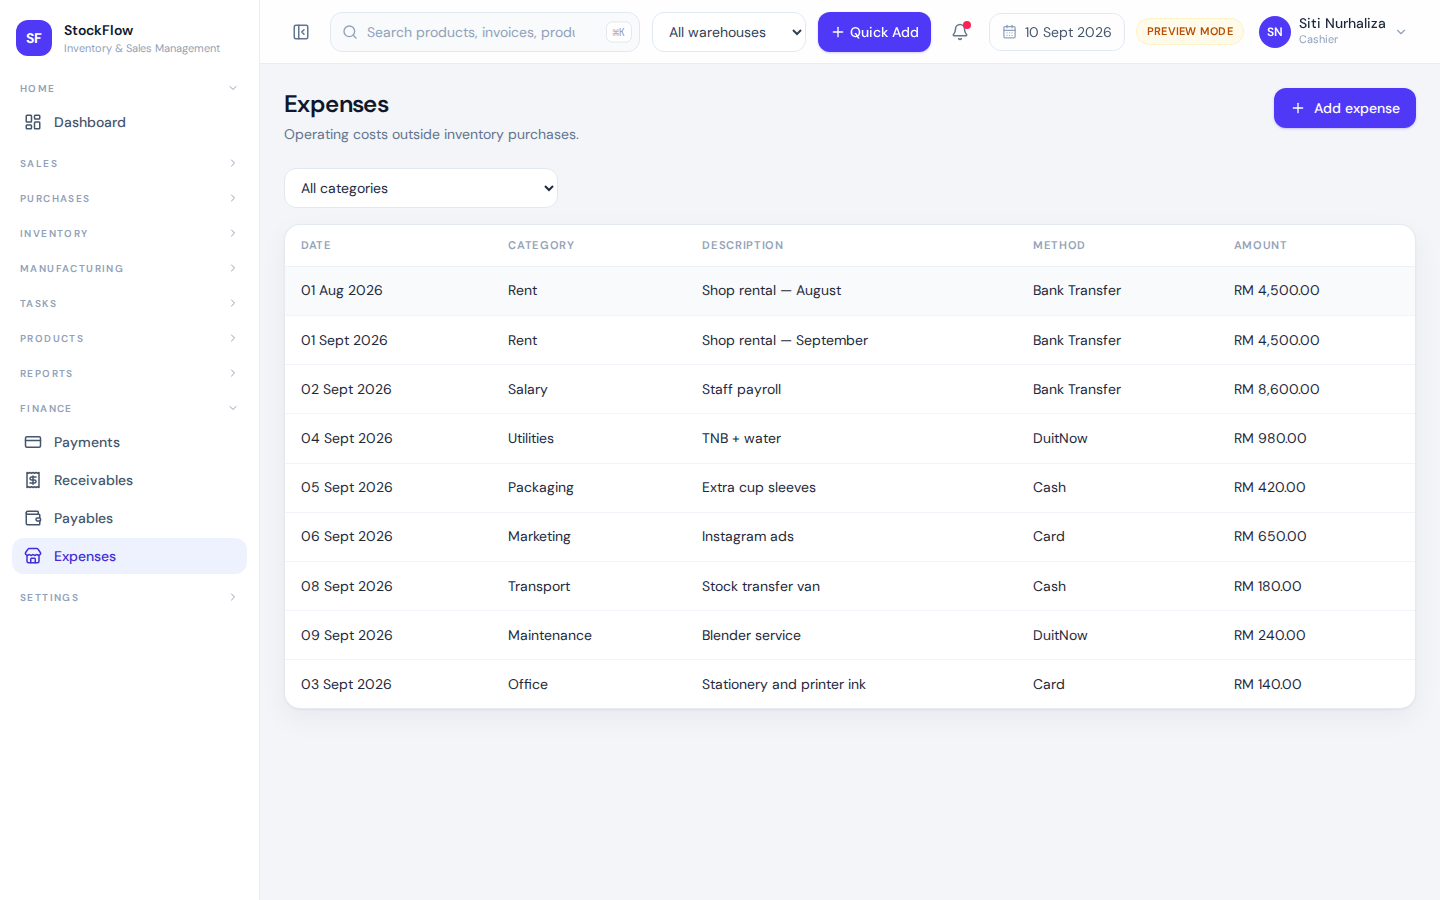 SF
StockFlow
Inventory & Sales Management
HOME
Dashboard
SALES
PURCHASES
INVENTORY
MANUFACTURING
TASKS
PRODUCTS
REPORTS
FINANCE
Payments
Receivables
Payables
Expenses
SETTINGS
Search products, invoices, produ
⌘K
All warehouses
+ Quick Add
10 Sept 2026
PREVIEW MODE
SN
Siti Nurhaliza
Cashier
Expenses
Operating costs outside inventory purchases.
+ Add expense
All categories
DATE CATEGORY DESCRIPTION METHOD AMOUNT
01 Aug 2026 Rent Shop rental — August Bank Transfer RM 4,500.00
01 Sept 2026 Rent Shop rental — September Bank Transfer RM 4,500.00
02 Sept 2026 Salary Staff payroll Bank Transfer RM 8,600.00
04 Sept 2026 Utilities TNB + water DuitNow RM 980.00
05 Sept 2026 Packaging Extra cup sleeves Cash RM 420.00
06 Sept 2026 Marketing Instagram ads Card RM 650.00
08 Sept 2026 Transport Stock transfer van Cash RM 180.00
09 Sept 2026 Maintenance Blender service DuitNow RM 240.00
03 Sept 2026 Office Stationery and printer ink Card RM 140.00